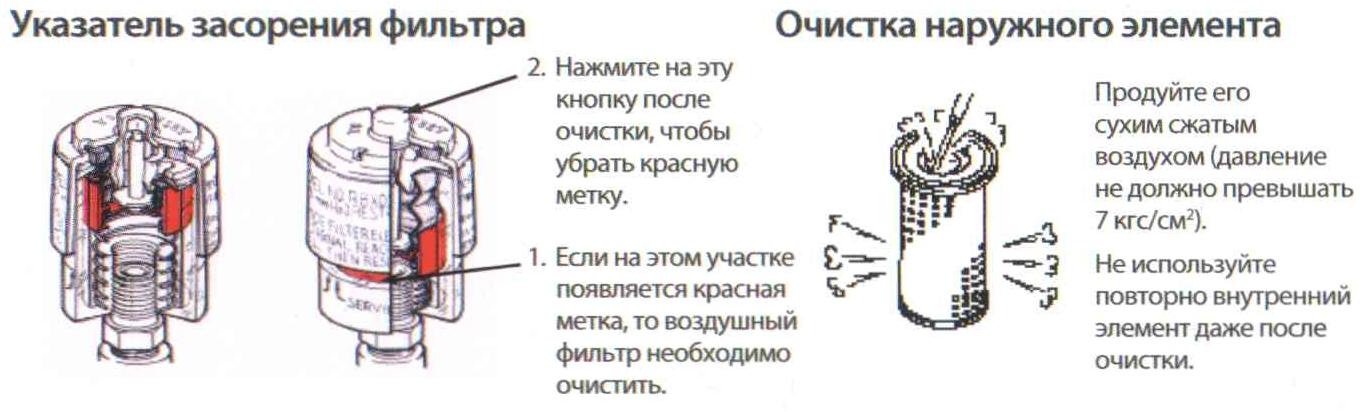 Указатель засорения фильтра
2. Нажмите на эту
кнопку после
очистки, чтобы
убрать красную
метку.
1. Если на этом участке
появляется красная
метка, то воздушный
фильтр необходимо
очистить.
Очистка наружного элемента
Продуйте его
сухим сжатым
воздухом (давление
не должно превышать
7 кгс/см²).
Не используйте
повторно внутренний
элемент даже после
очистки.